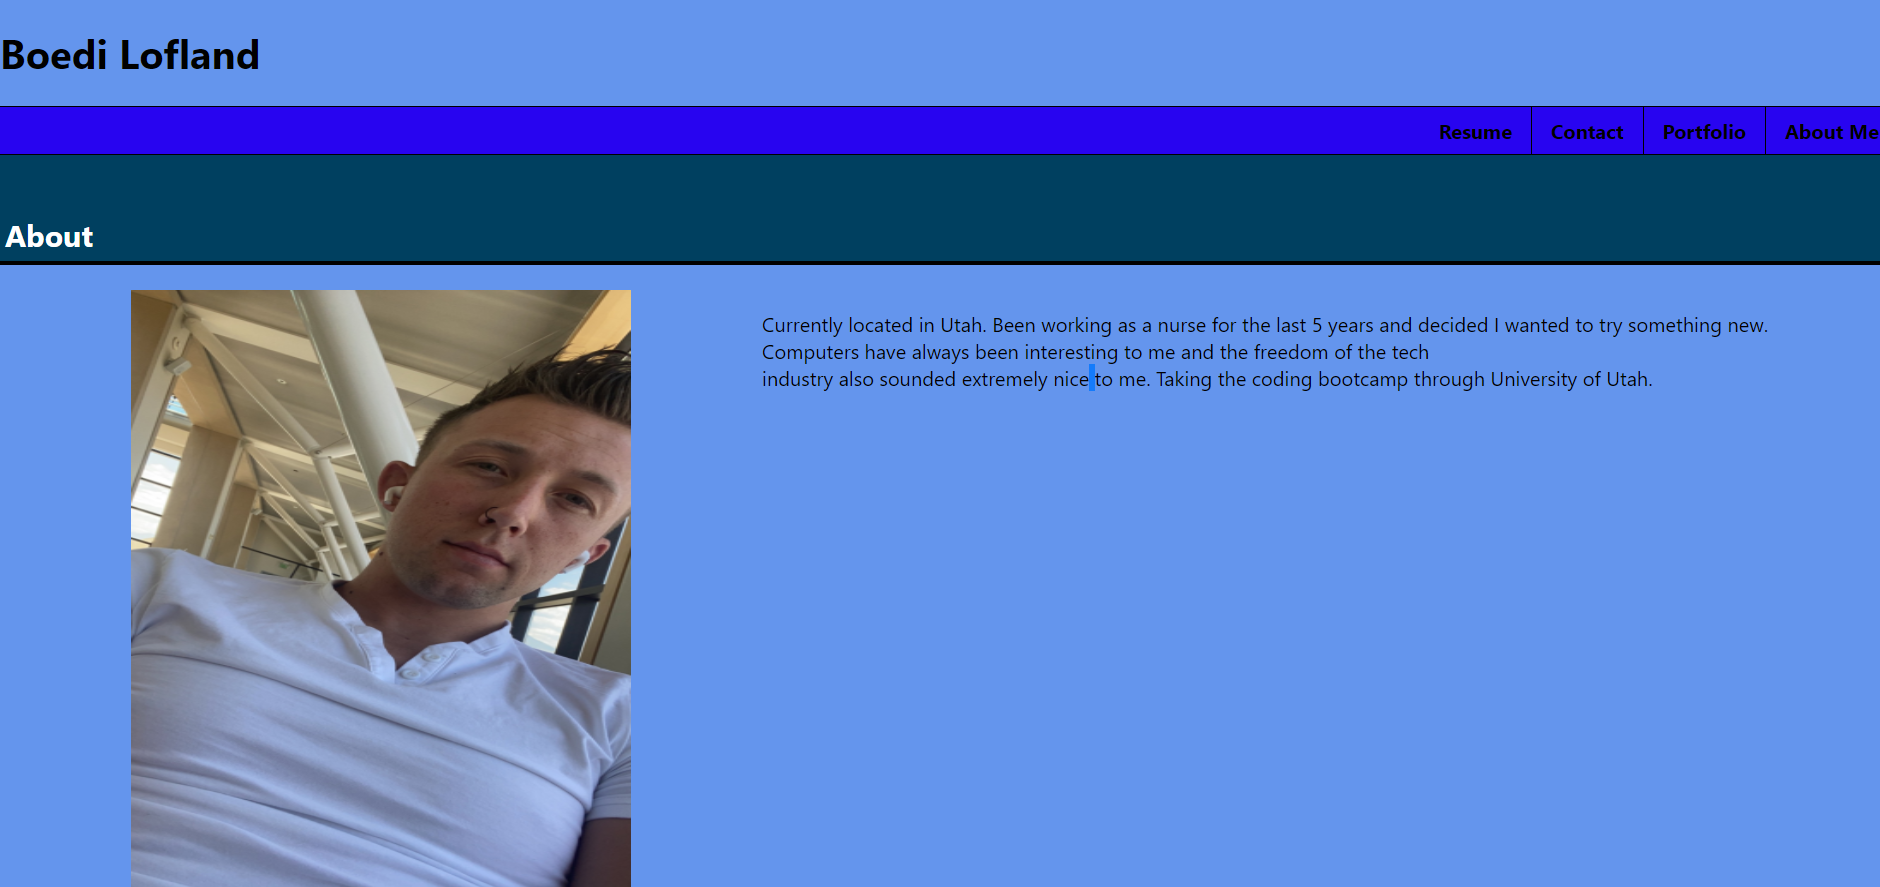 Boedi Lofland
Resume Contact Portfolio About Me
About
Currently located in Utah. Been working as a nurse for the last 5 years and decided I wanted to try something new.
Computers have always been interesting to me and the freedom of the tech
industry also sounded extremely nice to me. Taking the coding bootcamp through University of Utah.